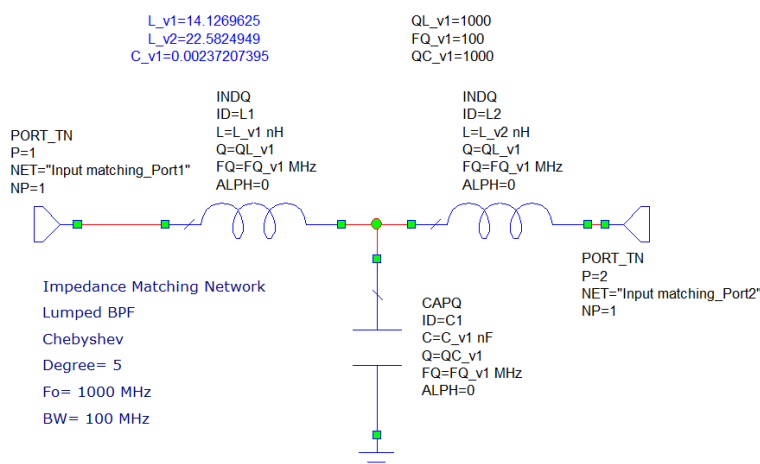 L_v1=14.1269625
L_v2=22.5824949
C_v1=0.00237207395
QL_v1=1000
FQ_v1=100
QC_v1=1000
INDQ
ID=L1
L=L_v1 nH
Q=QL_v1
FQ=FQ_v1 MHz
ALPH=0
INDQ
ID=L2
L=L_v2 nH
Q=QL_v1
FQ=FQ_v1 MHz
ALPH=0
PORT_TN
P=1
NET="Input matching_Port1"
NP=1
PORT_TN
P=2
NET="Input matching_Port2"
NP=1
Impedance Matching Network
Lumped BPF
Chebyshev
Degree= 5
Fo= 1000 MHz
BW= 100 MHz
CAPQ
ID=C1
C=C_v1 nF
Q=QC_v1
FQ=FQ_v1 MHz
ALPH=0